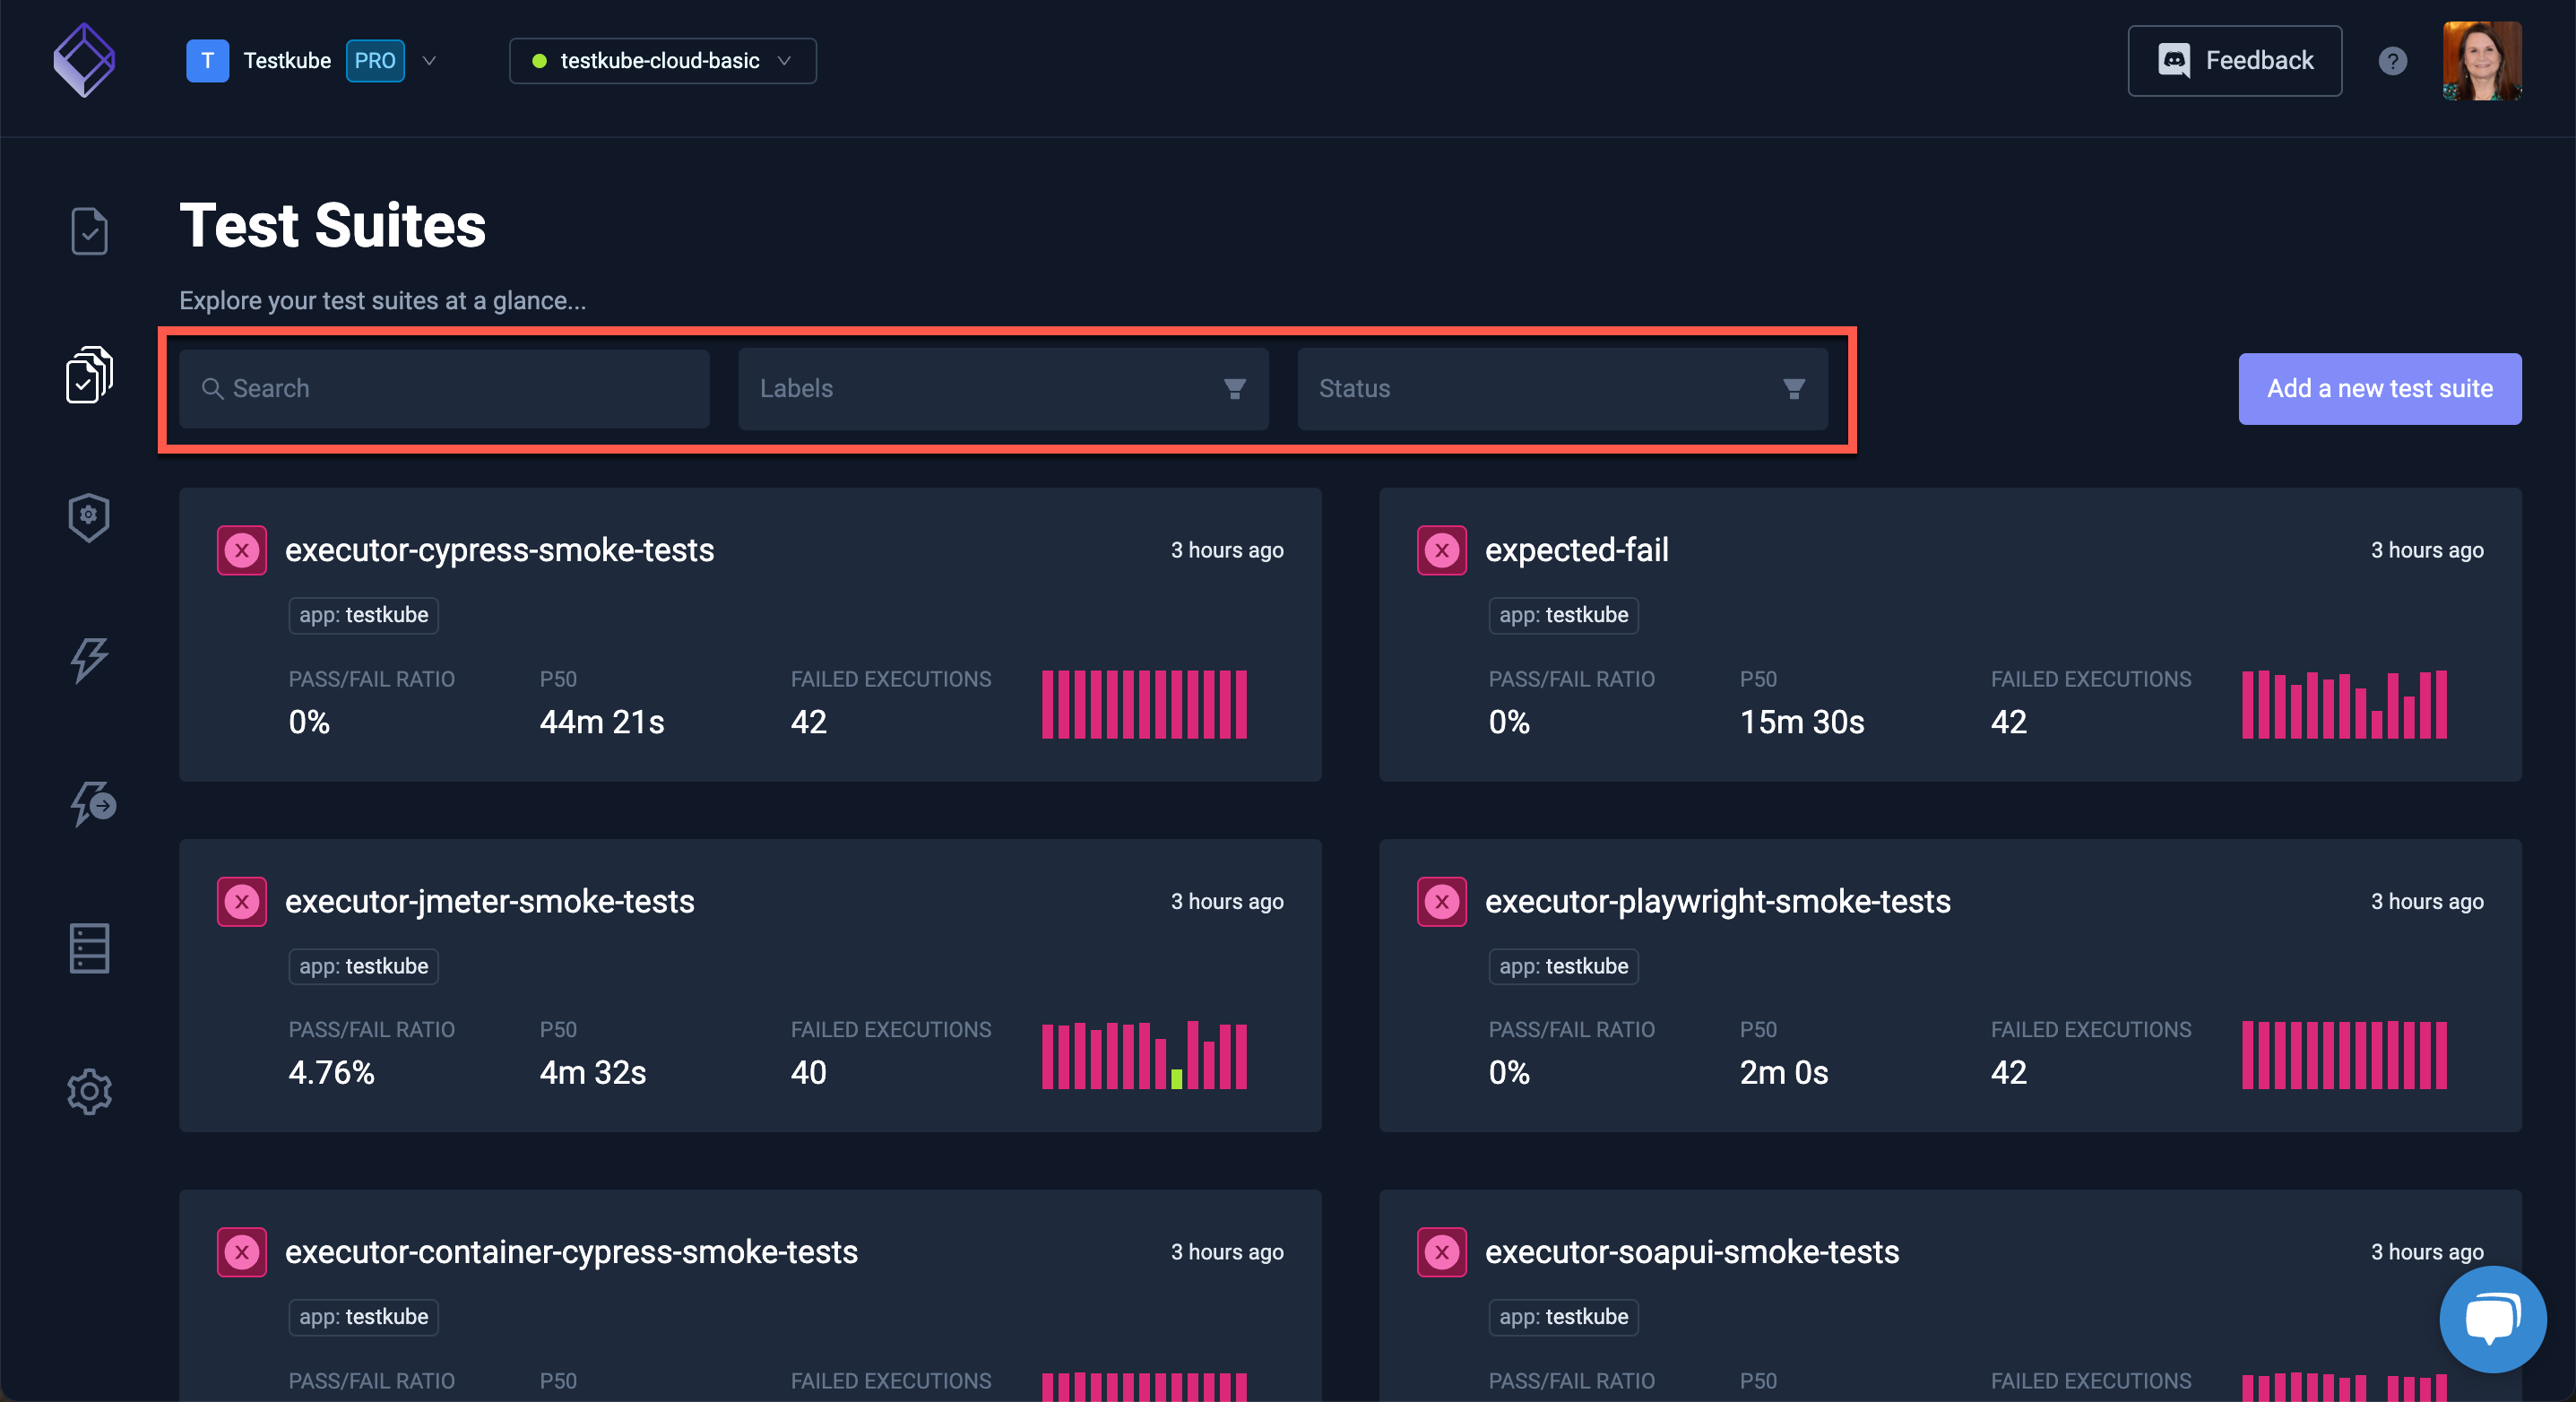 T Testkube PRO testkube-cloud-basic Feedback ?
Test Suites
Explore your test suites at a glance...
Search Labels Status Add a new test suite
executor-cypress-smoke-tests 3 hours ago
app: testkube
PASS/FAIL RATIO P50 FAILED EXECUTIONS
0% 44m 21s 42
expected-fail 3 hours ago
app: testkube
PASS/FAIL RATIO P50 FAILED EXECUTIONS
0% 15m 30s 42
executor-jmeter-smoke-tests 3 hours ago
app: testkube
PASS/FAIL RATIO P50 FAILED EXECUTIONS
4.76% 4m 32s 40
executor-playwright-smoke-tests 3 hours ago
app: testkube
PASS/FAIL RATIO P50 FAILED EXECUTIONS
0% 2m 0s 42
executor-container-cypress-smoke-tests 3 hours ago
app: testkube
PASS/FAIL RATIO P50 FAILED EXECUTIONS
executor-soapui-smoke-tests 3 hours ago
app: testkube
PASS/FAIL RATIO P50 FAILED EXECUTIONS